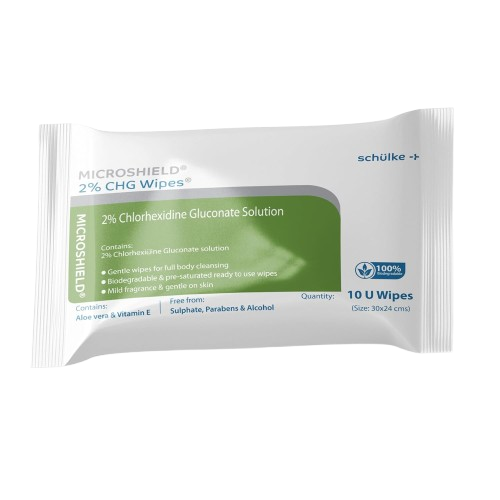 MICROSHIELD®
2% CHG Wipes®
schülke -+
MICROSHIELD®
2% Chlorhexidine Gluconate Solution
Contains:
2% Chlorhexidine Gluconate solution
• Gentle wipes for full body cleansing
• Biodegradable & pre-saturated ready to use wipes
• Mild fragrance & gentle on skin
100%
Biodegradable
Contains:
Aloe vera & Vitamin E
Free from:
Sulphate, Parabens & Alcohol
Quantity:
10 U Wipes
(Size: 30x24 cms)